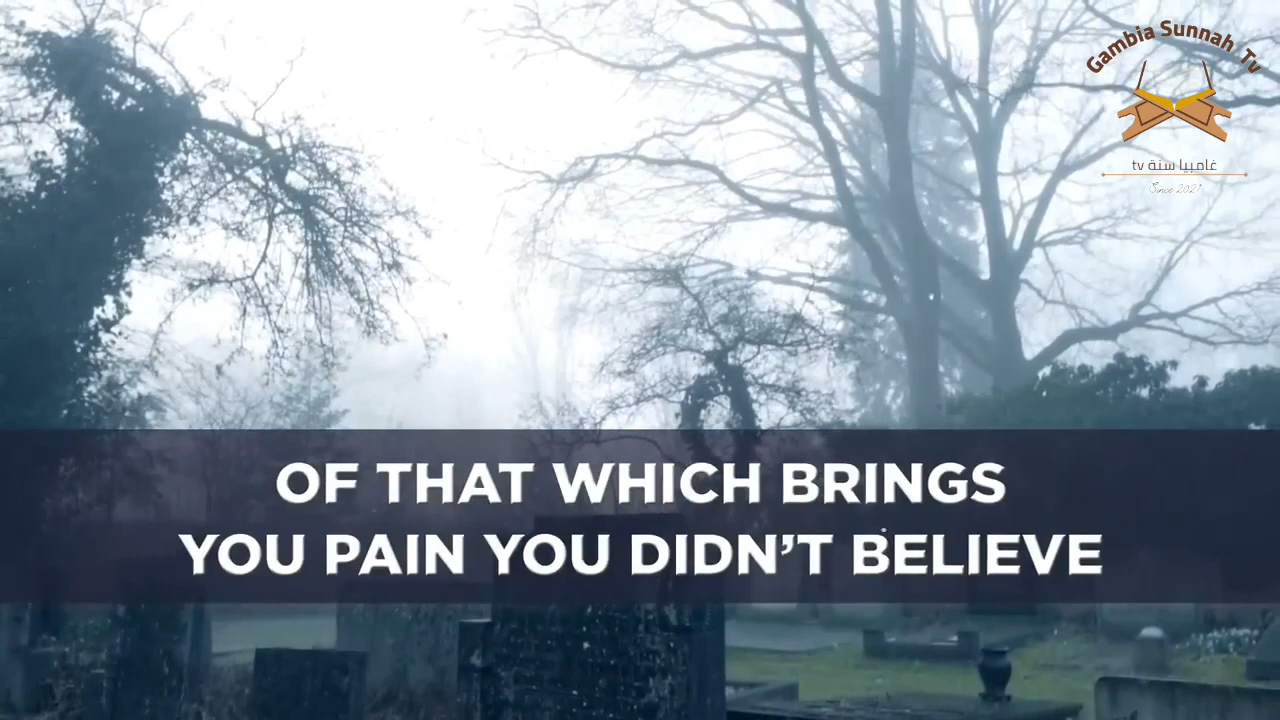 Gambia Sunnah Tv
غامبيا سنة tv
Since 2021
OF THAT WHICH BRINGS
YOU PAIN YOU DIDN'T BELIEVE